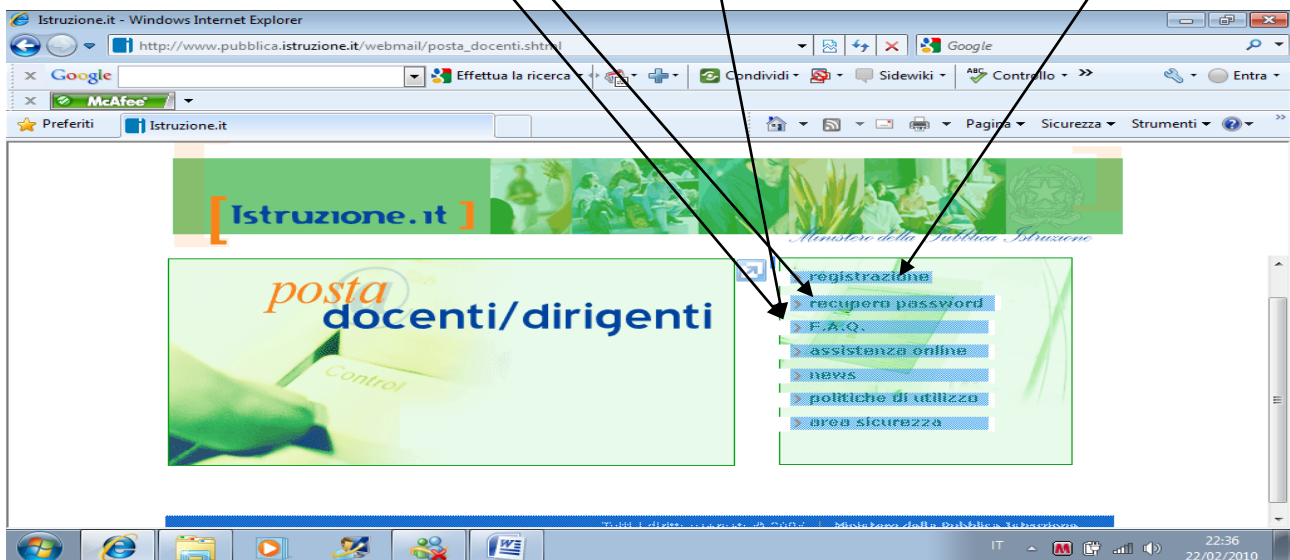 Istruzione.it - Windows Internet Explorer
http://www.pubblica.istruzione.it/webmail/posta_docenti.shtml
Google
Google
Effettua la ricerca
Condividi
Sidewiki
ABC
Controllo
Entra
McAfee
Preferiti
Istruzione.it
Pagina
Sicurezza
Strumenti
[Istruzione.it]
Ministero della Pubblica Istruzione
posta
docenti/dirigenti
Control
> registrazione
> recupero password
> F.A.Q.
> assistenza online
> news
> politiche di utilizzo
> area sicurezza
Ministero della Pubblica Istruzione
IT
22:36
22/02/2010